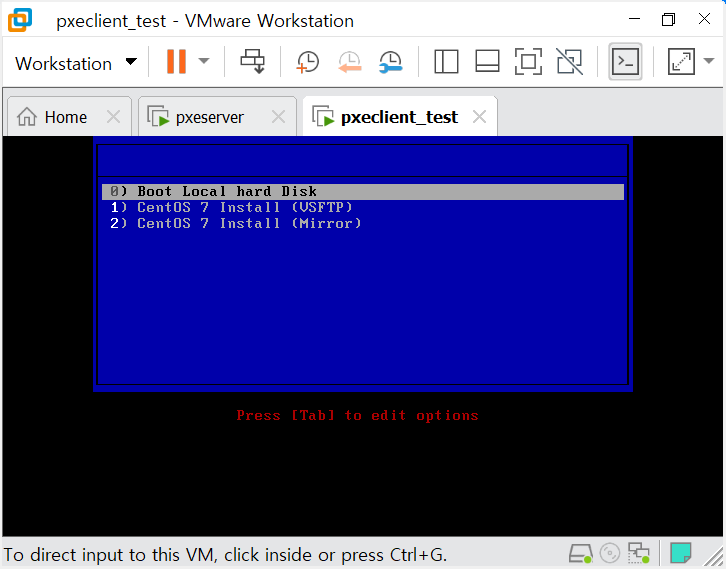 pxeclient_test - VMware Workstation
Workstation
Home
pxeserver
pxeclient_test
0) Boot Local hard Disk
1) CentOS 7 Install (VSFTP)
2) CentOS 7 Install (Mirror)
Press [Tab] to edit options
To direct input to this VM, click inside or press Ctrl+G.